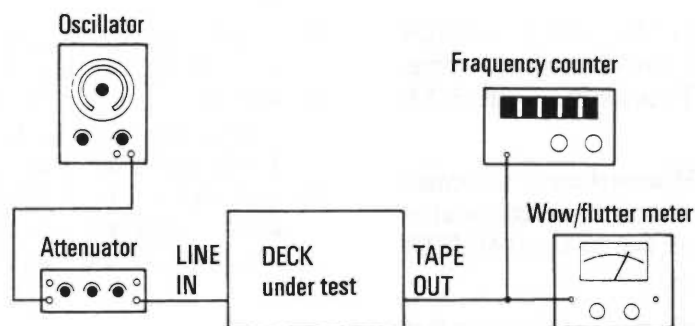 Oscillator
Fraquency counter
Wow/flutter meter
Attenuator
LINE
IN
DECK
under test
TAPE
OUT